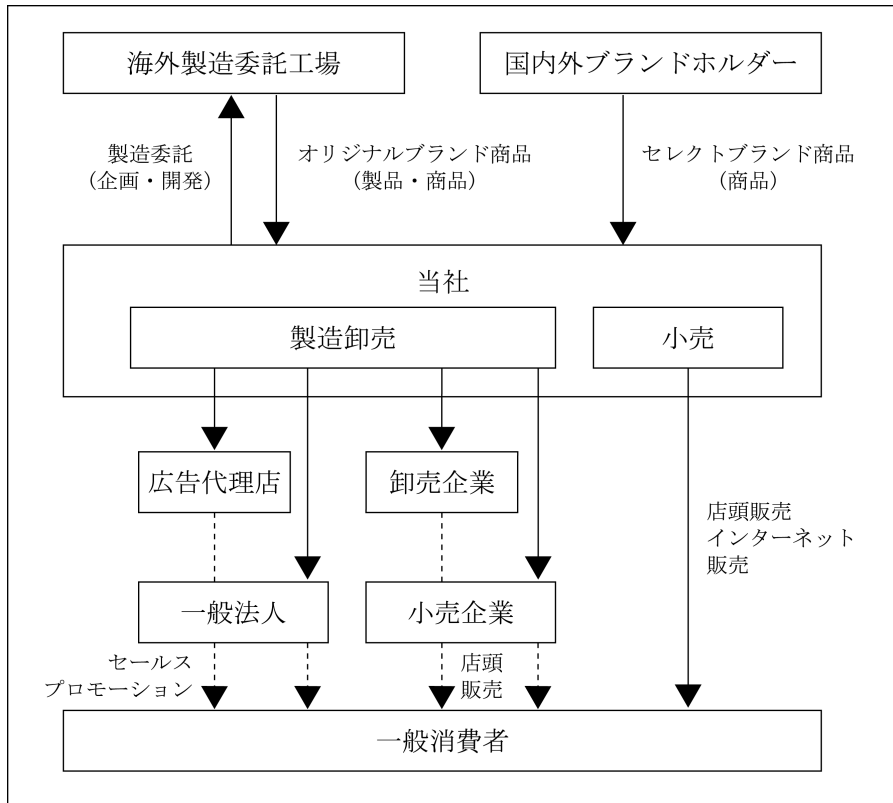 海外製造委託工場
国内外ブランドホルダー
製造委託
（企画・開発）
オリジナルブランド商品
（製品・商品）
セレクトブランド商品
（商品）
当社
製造卸売
小売
広告代理店
卸売企業
店頭販売
インターネット
販売
一般法人
小売企業
セールス
プロモーション
店頭
販売
一般消費者